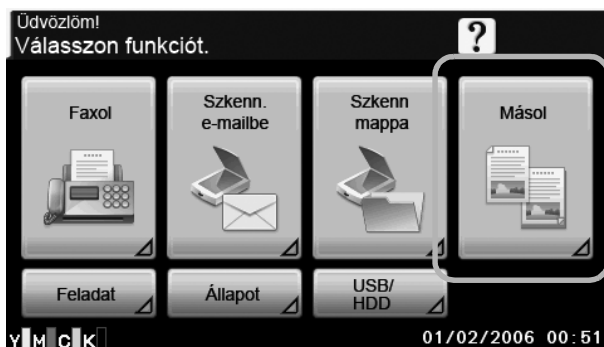 Üdvözlöm!
Válasszon funkciót.
?
Faxol
Szkenn.
e-mailbe
Szkenn
mappa
Másol
Feladat
Állapot
USB/
HDD
Y M C K
01/02/2006 00:51